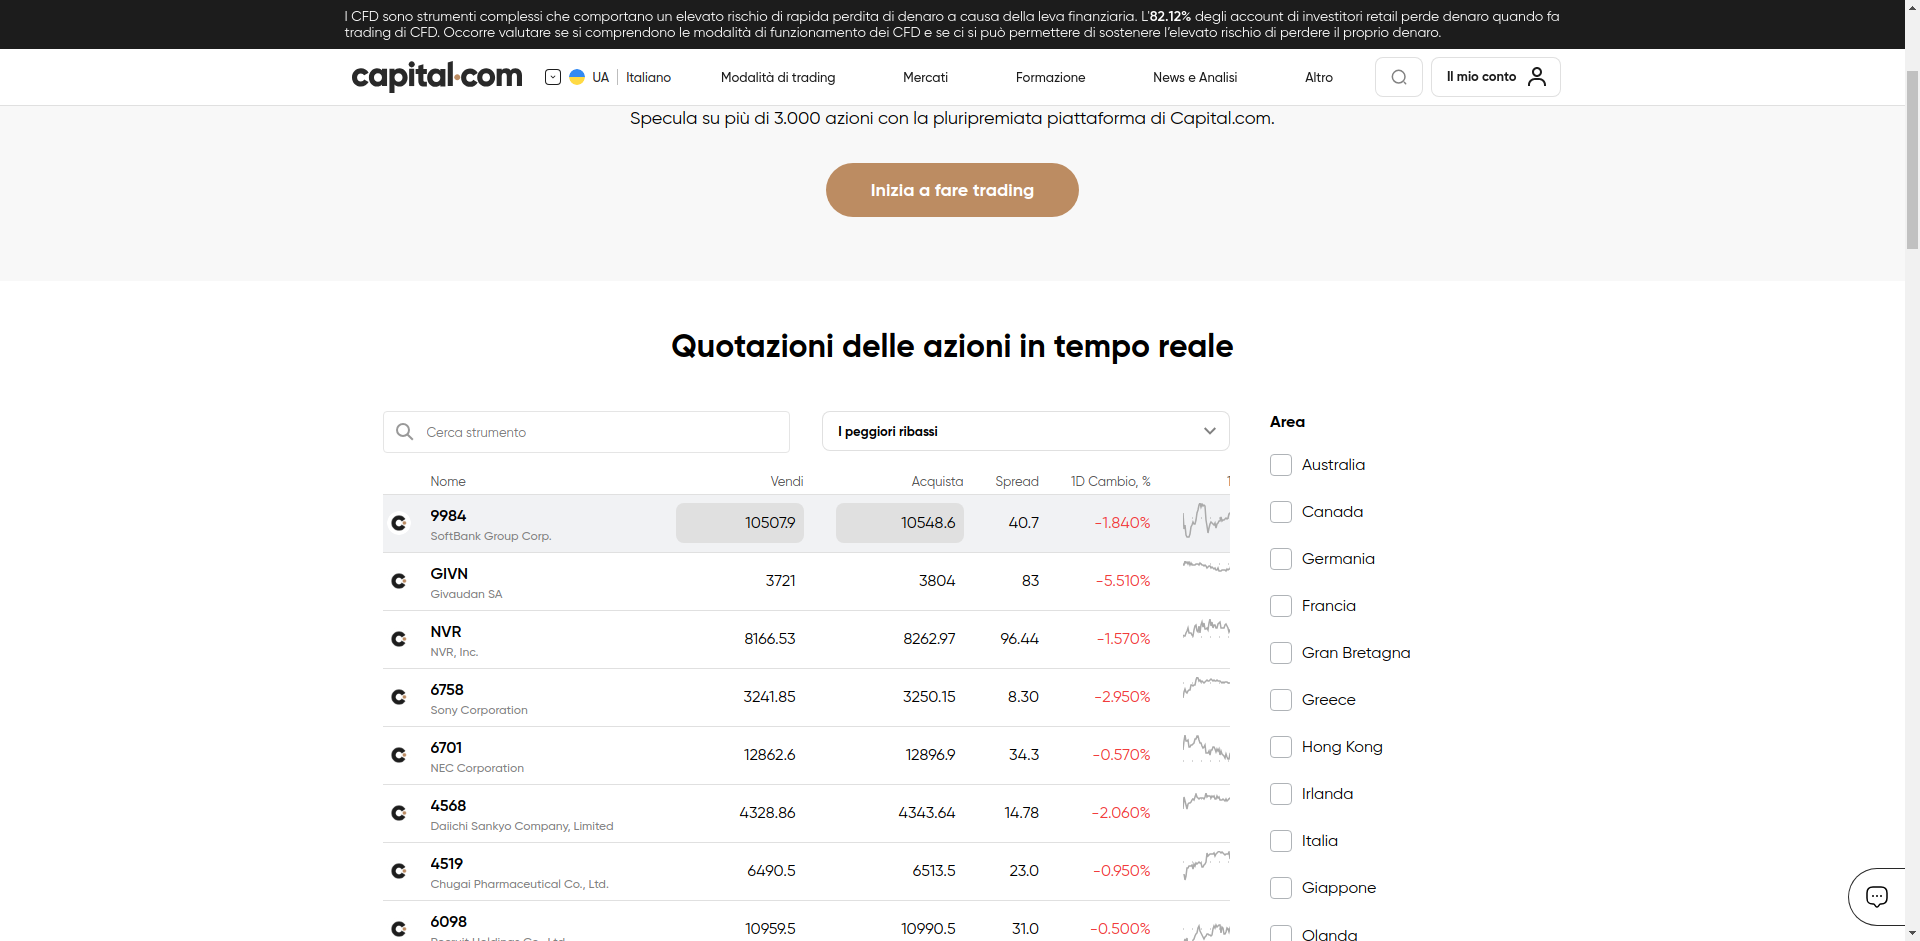 I CFD sono strumenti complessi che comportano un elevato rischio di rapida perdita di denaro a causa della leva finanziaria. L'82.12% degli account di investitori retail perde denaro quando fa
trading di CFD. Occorre valutare se si comprendono le modalità di funzionamento dei CFD e se ci si può permettere di sostenere l'elevato rischio di perdere il proprio denaro.
capital.com UA Italiano Modalità di trading Mercati Formazione News e Analisi Altro Il mio conto
Specula su più di 3.000 azioni con la pluripremiata piattaforma di Capital.com.
Inizia a fare trading
Quotazioni delle azioni in tempo reale
Cerca strumento
I peggiori ribassi
Nome Vendi Acquista Spread 1D Cambio, %
9984 10507.9 10548.6 40.7 -1.840%
SoftBank Group Corp.
GIVN 3721 3804 83 -5.510%
Givaudan SA
NVR 8166.53 8262.97 96.44 -1.570%
NVR, Inc.
6758 3241.85 3250.15 8.30 -2.950%
Sony Corporation
6701 12862.6 12896.9 34.3 -0.570%
NEC Corporation
4568 4328.86 4343.64 14.78 -2.060%
Daiichi Sankyo Company, Limited
4519 6490.5 6513.5 23.0 -0.950%
Chugai Pharmaceutical Co., Ltd.
6098 10959.5 10990.5 31.0 -0.500%
Area
Australia
Canada
Germania
Francia
Gran Bretagna
Greece
Hong Kong
Irlanda
Italia
Giappone
Olanda